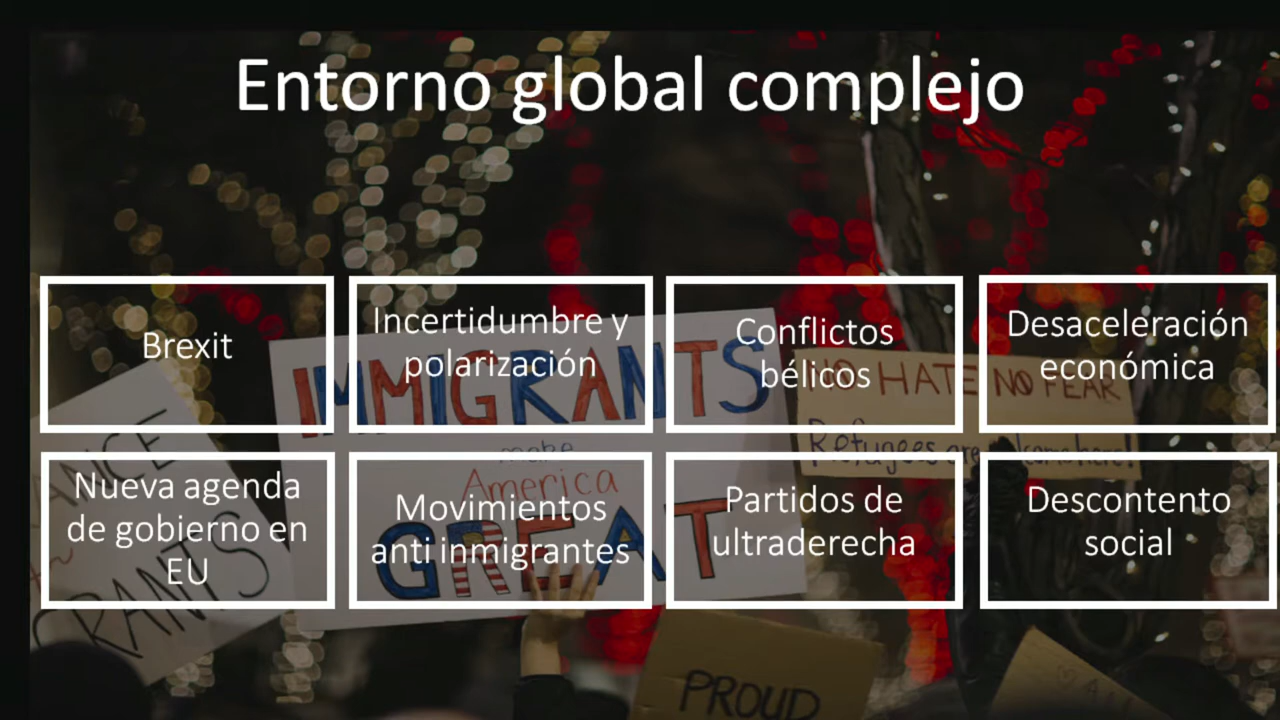 Entorno global complejo
Brexit
Incertidumbre y
polarización
Conflictos
bélicos
Desaceleración
económica
Nueva agenda
de gobierno en
EU
Movimientos
anti inmigrantes
Partidos de
ultraderecha
Descontento
social
IMMIGRANTS
make
America
GREAT
NO HATE NO FEAR
Refugees are welcome here!
GRANTS
PROUD